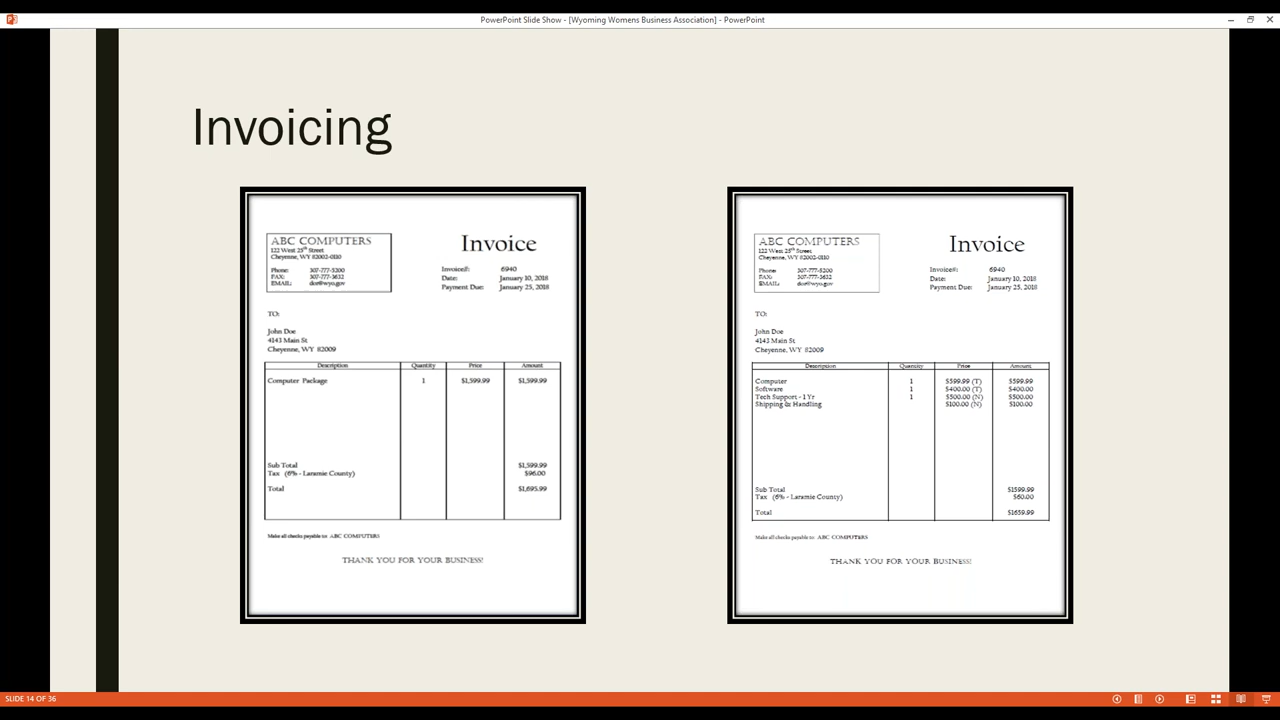 PowerPoint Slide Show - [Wyoming Womens Business Association] - PowerPoint
Invoicing
ABC COMPUTERS
122 West 25th Street
Cheyenne, WY 82002-0110
Phone: 307-777-5200
FAX: 307-777-3632
EMAIL: dor@wyo.gov
Invoice
Invoice#: 6940
Date: January 10, 2018
Payment Due: January 25, 2018
TO:
John Doe
4143 Main St
Cheyenne, WY 82009
Description Quantity Price Amount
Computer Package 1 $1,599.99 $1,599.99
Sub Total $1,599.99
Tax (6% - Laramie County) $96.00
Total $1,695.99
Make all checks payable to ABC COMPUTERS
THANK YOU FOR YOUR BUSINESS!
ABC COMPUTERS
122 West 25th Street
Cheyenne, WY 82002-0110
Phone: 307-777-5200
FAX: 307-777-3632
EMAIL: dor@wyo.gov
Invoice
Invoice#: 6940
Date: January 10, 2018
Payment Due: January 25, 2018
TO:
John Doe
4143 Main St
Cheyenne, WY 82009
Description Quantity Price Amount
Computer 1 $599.99 (T) $599.99
Software 1 $400.00 (T) $400.00
Tech Support - 1 Yr 1 $500.00 (N) $500.00
Shipping & Handling $100.00 (N) $100.00
Sub Total $1599.99
Tax (6% - Laramie County) $60.00
Total $1659.99
Make all checks payable to ABC COMPUTERS
THANK YOU FOR YOUR BUSINESS!
SLIDE 14 OF 36